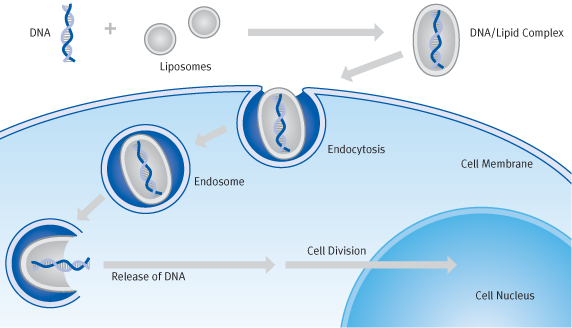 DNA
+
Liposomes
DNA/Lipid Complex
Endocytosis
Cell Membrane
Endosome
Cell Division
Release of DNA
Cell Nucleus